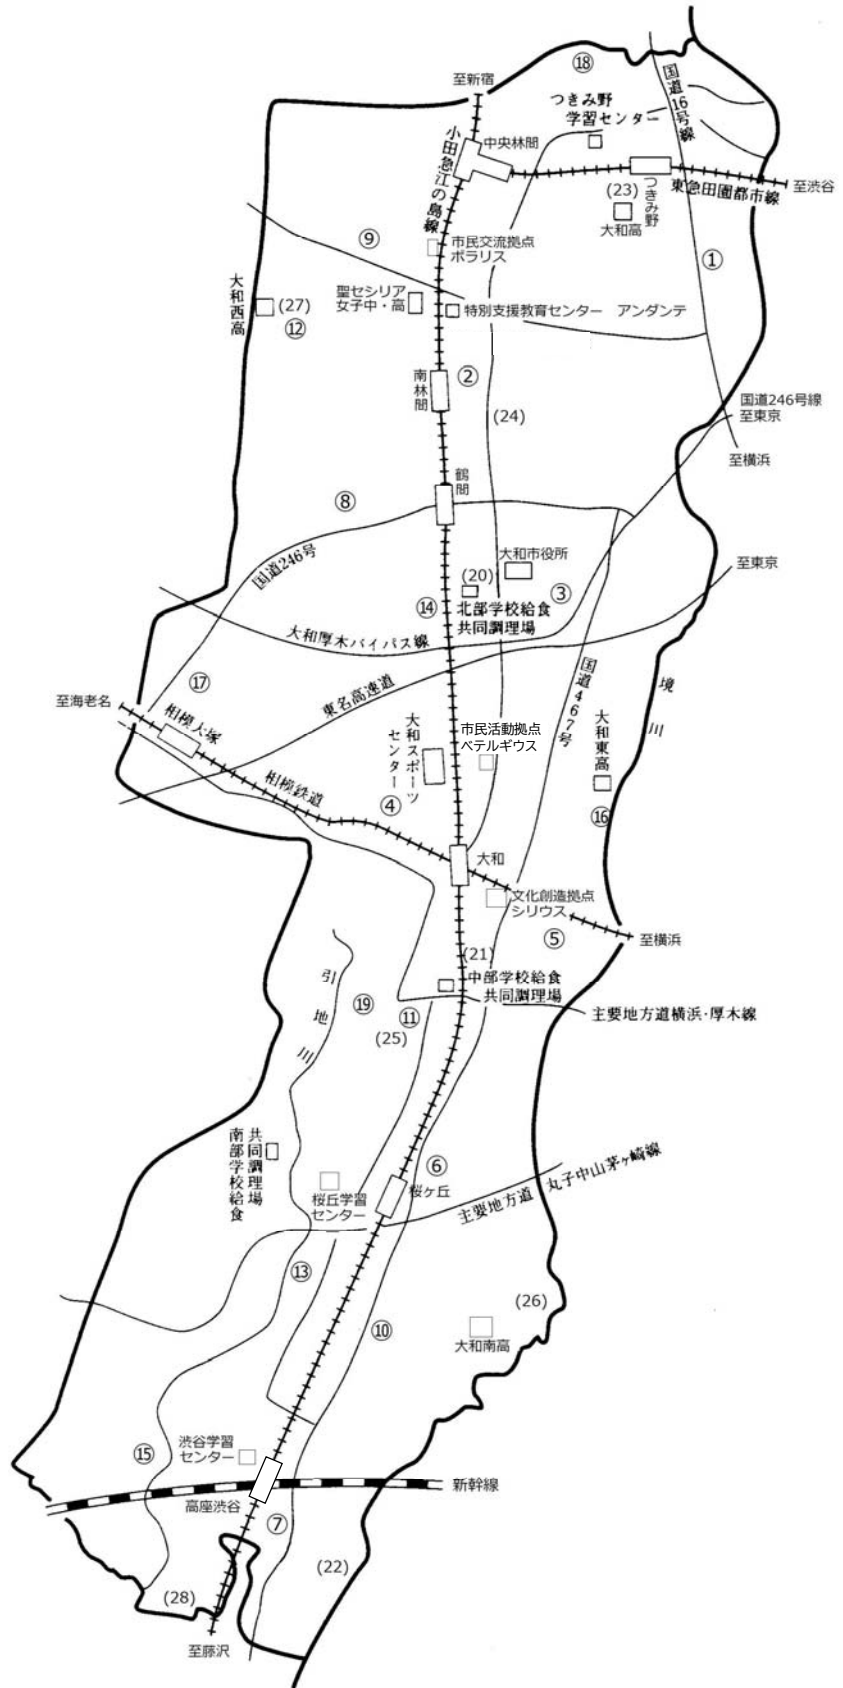 ⑱
至新宿
国道16号線
つきみ野
学習センター
小田急江の島線
中央林間
つきみ野
東急田園都市線
至渋谷
(23)
大和高
⑨
市民交流拠点
ポラリス
①
大和西高
(27)
⑫
聖セシリア
女子中・高
特別支援教育センター アンダンテ
②
南林間
国道246号線
至東京
(24)
至横浜
鶴間
⑧
国道246号
大和市役所
至東京
(20)
③
⑭
北部学校給食
共同調理場
大和厚木バイパス線
⑰
東名高速道
国道467号
境川
至海老名
相模大塚
大和スポーツ
センター
市民活動拠点
ベテルギウス
大和東高
相模鉄道
④
⑯
大和
文化創造拠点
シリウス
⑤
至横浜
(21)
引地川
中部学校給食
共同調理場
⑲
⑪
主要地方道横浜・厚木線
(25)
南部学校給食
共同調理場
⑥
桜丘学習
センター
桜ヶ丘
主要地方道 丸子中山茅ヶ崎線
⑬
(26)
⑩
大和南高
⑮
渋谷学習
センター
新幹線
高座渋谷
⑦
(22)
(28)
至藤沢